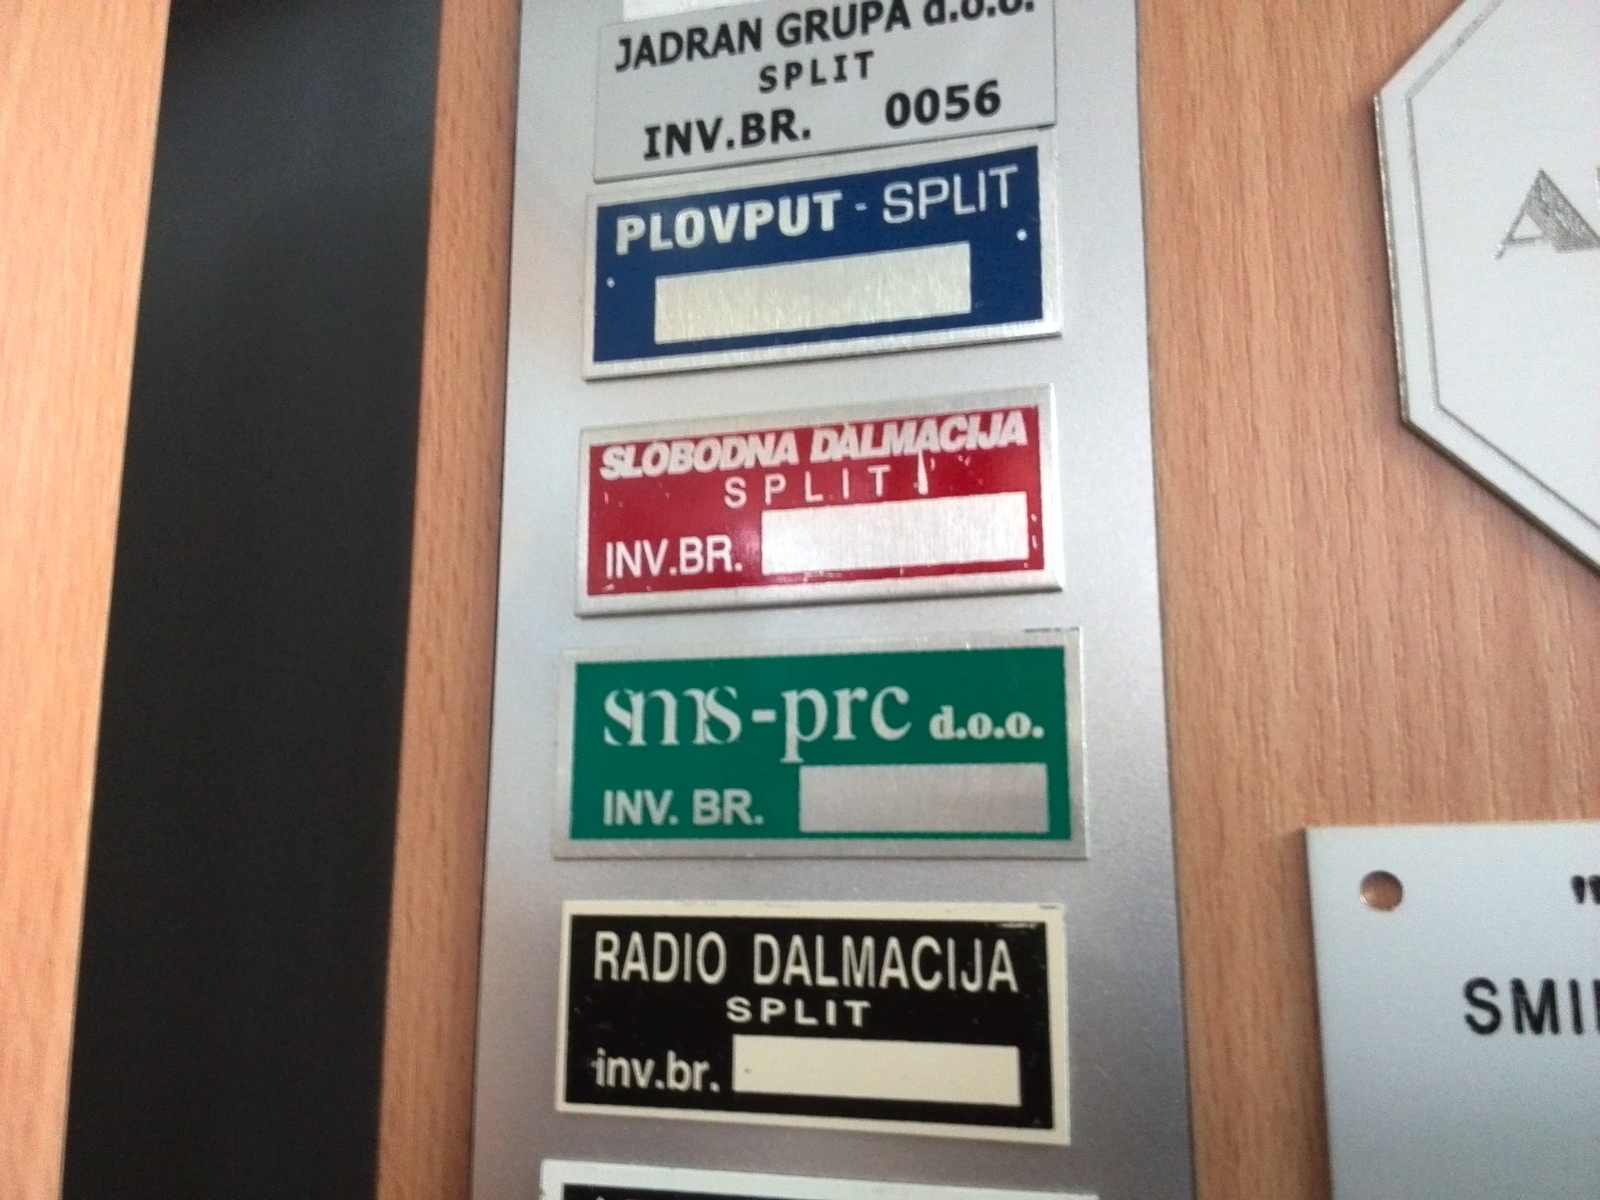 JADRAN GRUPA d.o.o.
SPLIT
INV.BR. 0056
PLOVPUT - SPLIT
SLOBODNA DALMACIJA
SPLIT
INV.BR.
sms-prc d.o.o.
INV. BR.
RADIO DALMACIJA
SPLIT
inv.br.